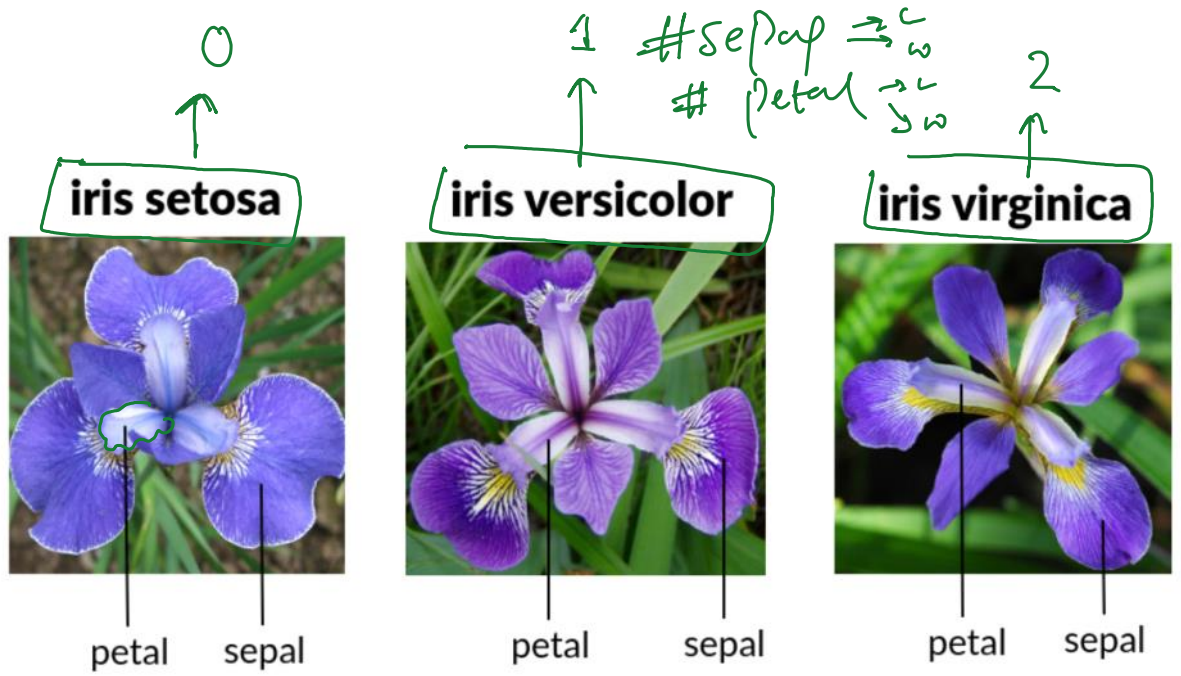 0
1 #sepal → L
→ w
# petal → L
→ w
2
iris setosa
iris versicolor
iris virginica
petal
sepal
petal
sepal
petal
sepal